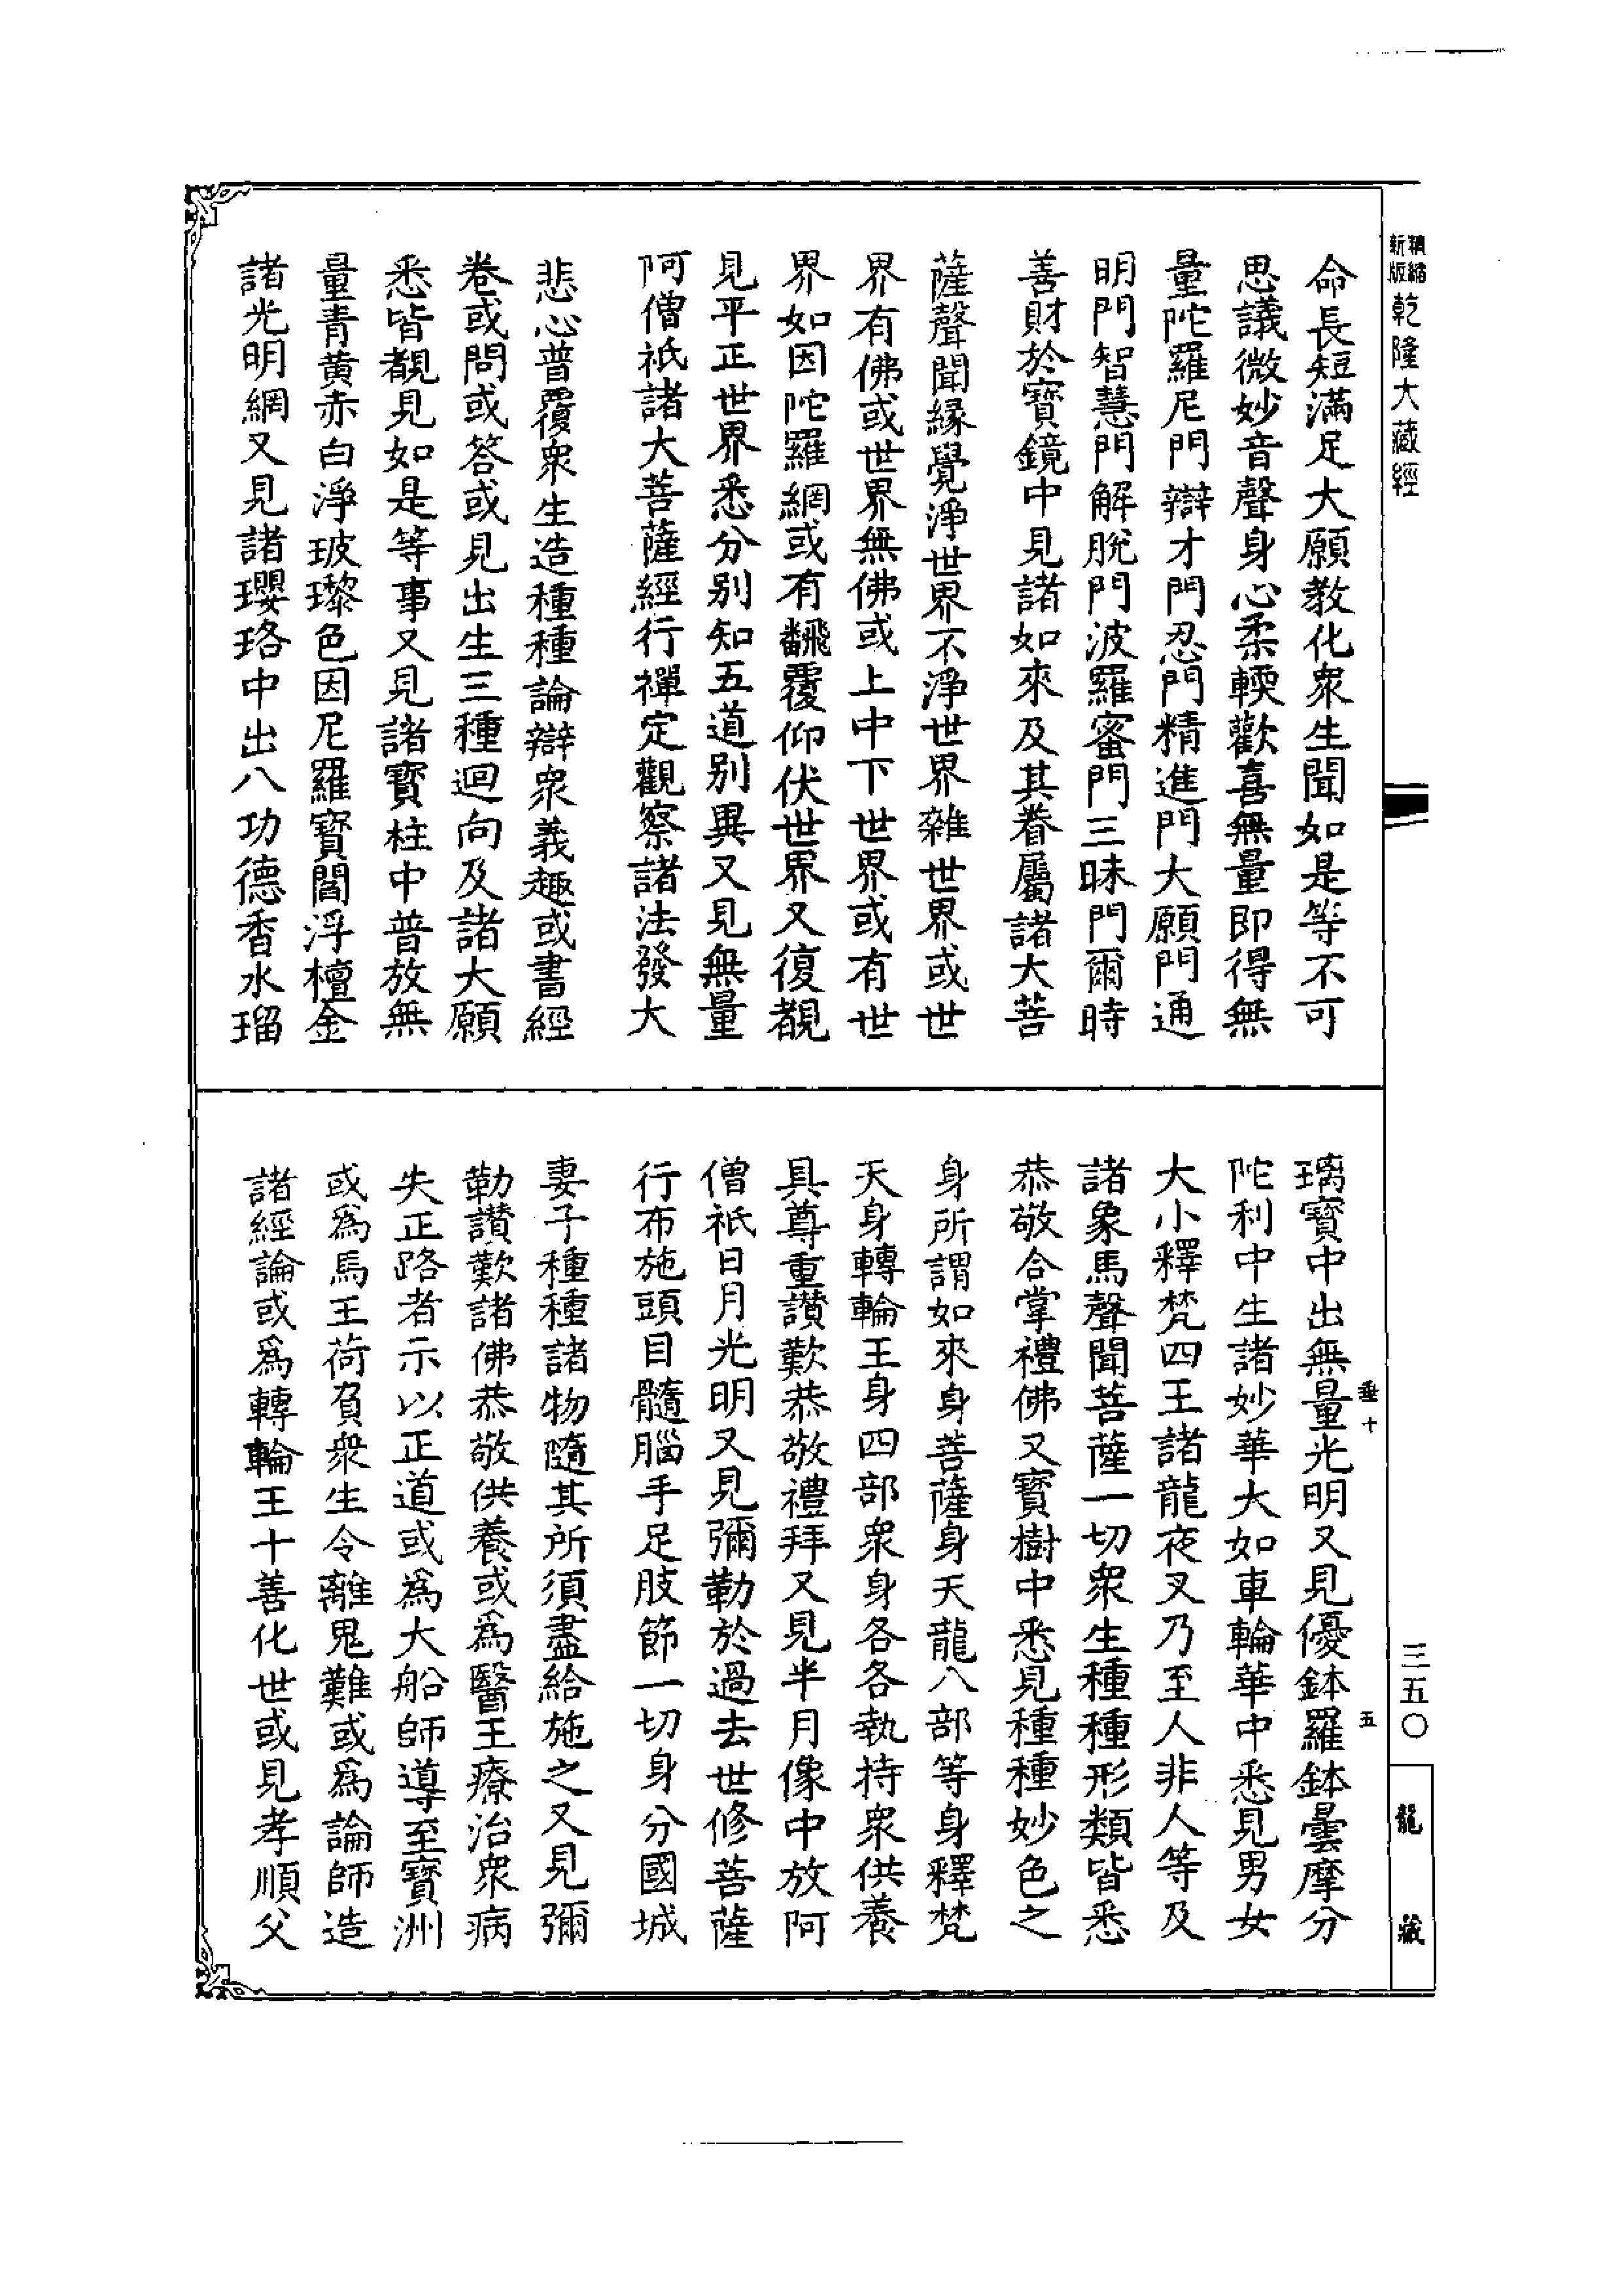 精縮新版乾隆大藏經
命長短滿足大願教化衆生聞如是等不可
思議微妙音聲身心柔輭歡喜無量即得無
量陀羅尼門辯才門忍門精進門大願門通
明門智慧門解脫門波羅蜜門三昧門爾時
善財於寶鏡中見諸如來及其眷屬諸大菩
薩聲聞緣覺淨世界不淨世界雜世界或世
界有佛或世界無佛或上中下世界或有世
界如因陀羅網或有飜覆仰伏世界又復覩
見平正世界悉分别知五道别異又見無量
阿僧祇諸大菩薩經行禪定觀察諸法發大
悲心普覆衆生造種種論辯衆義趣或書經
卷或問或答或見出生三種迴向及諸大願
悉皆覩見如是等事又見諸寶柱中普放無
量青黄赤白淨玻瓈色因尼羅寶閻浮檀金
諸光明網又見諸瓔珞中出八功德香水瑠
璃寶中出無量光明又見優鉢羅鉢曇摩分
陀利中生諸妙華大如車輪華中悉見男女
大小釋梵四王諸龍夜叉乃至人非人等及
諸象馬聲聞菩薩一切衆生種種形類皆悉
恭敬合掌禮佛又寶樹中悉見種種妙色之
身所謂如來身菩薩身天龍八部等身釋梵
天身轉輪王身四部衆身各各執持衆供養
具尊重讚歎恭敬禮拜又見半月像中放阿
僧祇日月光明又見彌勒於過去世修菩薩
行布施頭目髓腦手足肢節一切身分國城
妻子種種諸物隨其所須盡給施之又見彌
勒讚歎諸佛恭敬供養或爲醫王療治衆病
失正路者示以正道或爲大船師導至寶洲
或爲馬王荷負衆生令離鬼難或爲論師造
諸經論或爲轉輪王十善化世或見孝順父
垂十
五
三五〇
龍藏